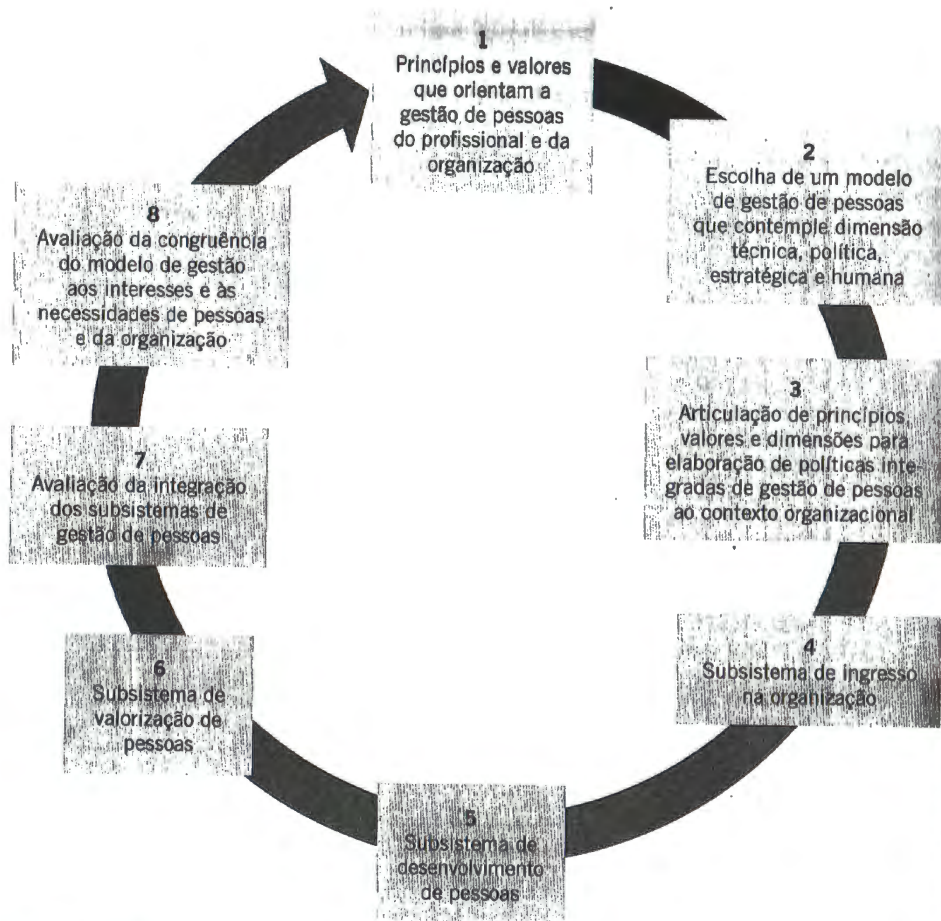 1
Princípios e valores
que orientam a
gestão de pessoas
do profissional e da
organização
2
Escolha de um modelo
de gestão de pessoas
que contemple dimensão
técnica, política,
estratégica e humana
3
Articulação de princípios,
valores e dimensões para
elaboração de políticas inte-
gradas de gestão de pessoas
ao contexto organizacional
4
Subsistema de ingresso
na organização
5
Subsistema de
desenvolvimento
de pessoas
6
Subsistema de
valorização de
pessoas
7
Avaliação da integração
dos subsistemas de
gestão de pessoas
8
Avaliação da congruência
do modelo de gestão
aos interesses e às
necessidades de pessoas
e da organização